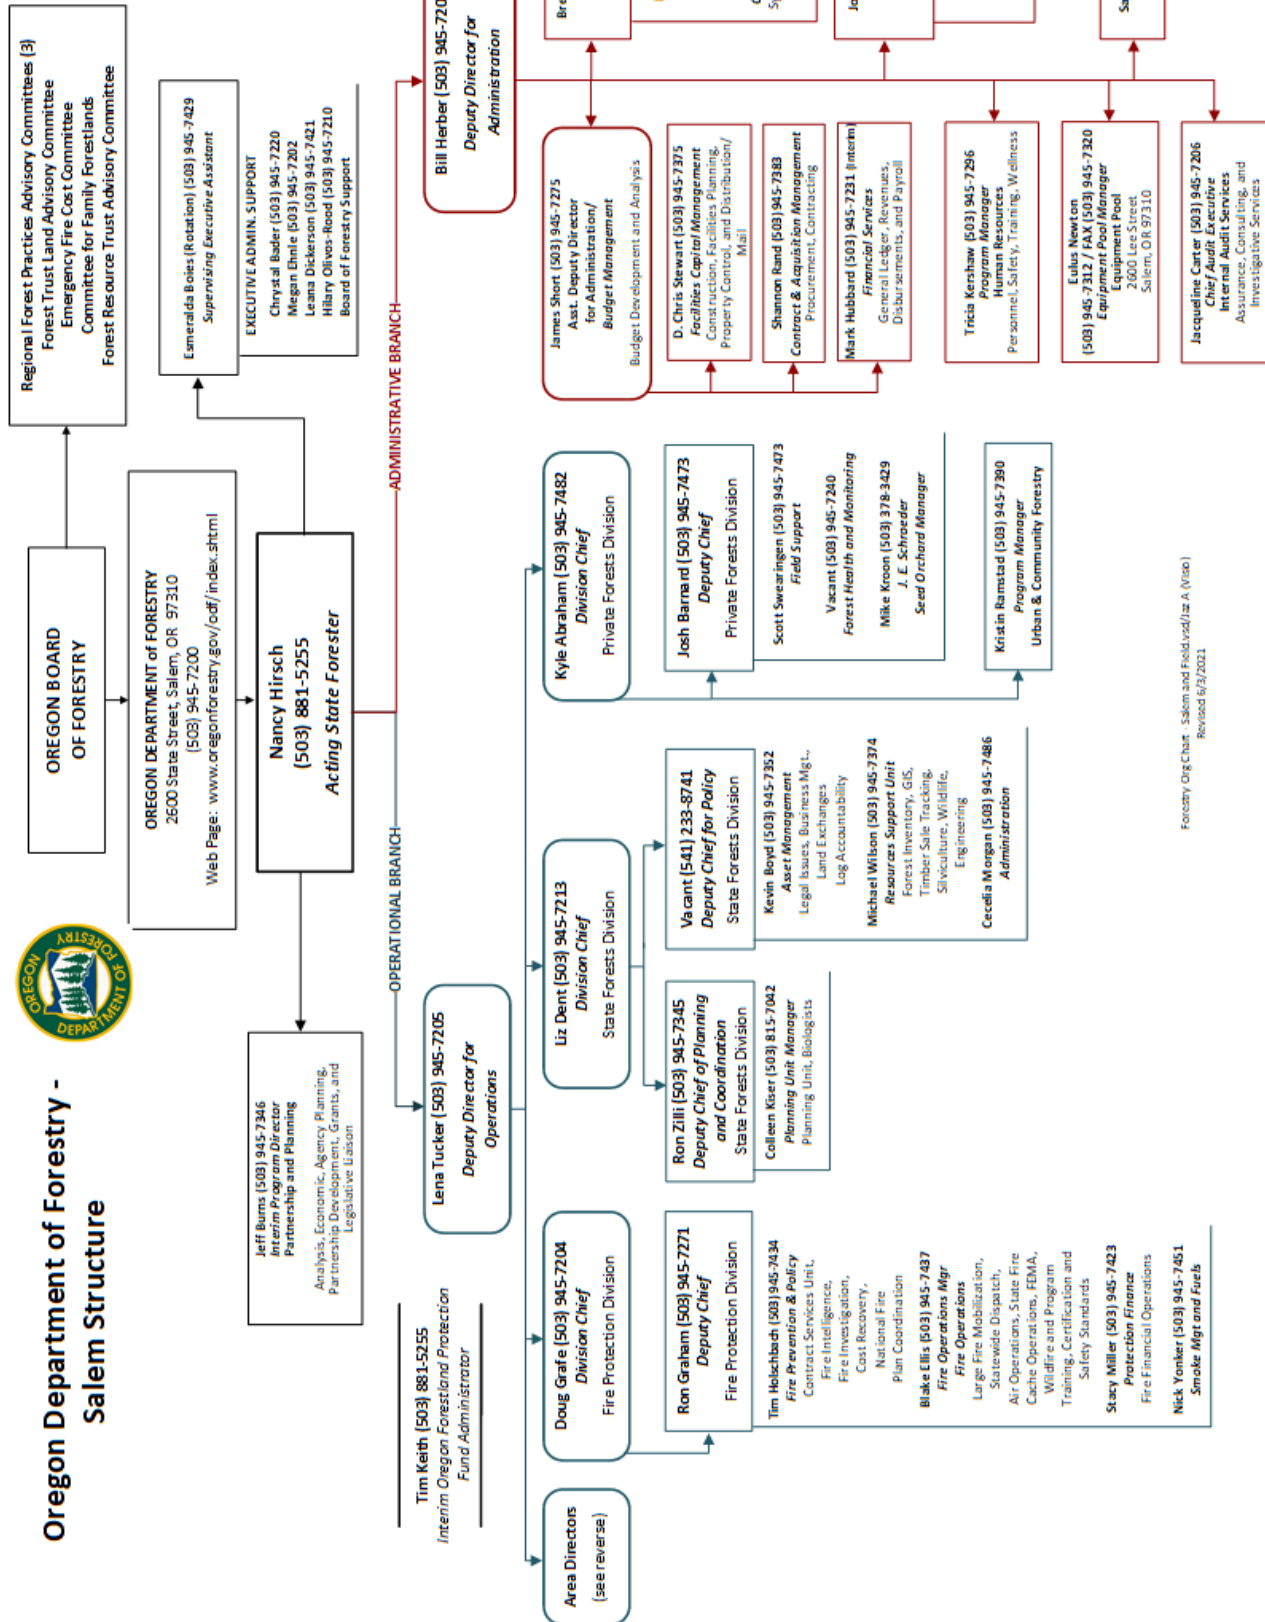 Oregon Department of Forestry -
Salem Structure
OREGON
DEPARTMENT OF FORESTRY
OREGON BOARD
OF FORESTRY
Regional Forest Practices Advisory Committees (3)
Forest Trust Land Advisory Committee
Emergency Fire Cost Committee
Committee for Family Forestlands
Forest Resource Trust Advisory Committee
OREGON DEPARTMENT of FORESTRY
2600 State Street, Salem, OR 97310
(503) 945-7200
Web Page: www.oregonforestry.gov/odf/index.shtml
Esmeralda Boies (Rotation) (503) 945-7429
Supervising Executive Assistant
EXECUTIVE ADMIN. SUPPORT
Chrystal Bader (503) 945-7220
Megan Ehnle (503) 945-7202
Leana Dickerson (503) 945-7421
Hilary Olivos-Rood (503) 945-7210
Board of Forestry Support
Nancy Hirsch
(503) 881-5255
Acting State Forester
Jeff Burns (503) 945-7346
Interim Program Director
Partnership and Planning
Analysis, Economic, Agency Planning,
Partnership Development, Grants, and
Legislative Liaison
OPERATIONAL BRANCH
ADMINISTRATIVE BRANCH
Tim Keith (503) 881-5255
Interim Oregon Forestland Protection
Fund Administrator
Lena Tucker (503) 945-7205
Deputy Director for
Operations
Bill Herber (503) 945-720
Deputy Director for
Administration
Area Directors
(see reverse)
Doug Grafe (503) 945-7204
Division Chief
Fire Protection Division
Ron Graham (503) 945-7271
Deputy Chief
Fire Protection Division
Tim Holschbach (503) 945-7434
Fire Prevention & Policy
Contract Services Unit,
Fire Intelligence,
Fire Investigation,
Cost Recovery,
National Fire
Plan Coordination
Blake Ellis (503) 945-7437
Fire Operations Mgr
Fire Operations
Large Fire Mobilization,
Statewide Dispatch,
Air Operations, State Fire
Cache Operations, FEMA,
Wildfire and Program
Training, Certification and
Safety Standards
Stacy Miller (503) 945-7423
Protection Finance
Fire Financial Operations
Nick Yonker (503) 945-7451
Smoke Mgt and Fuels
Liz Dent (503) 945-7213
Division Chief
State Forests Division
Ron Zilli (503) 945-7345
Deputy Chief of Planning
and Coordination
State Forests Division
Colleen Kiser (503) 815-7042
Planning Unit Manager
Planning Unit, Biologists
Vacant (541) 233-8741
Deputy Chief for Policy
State Forests Division
Kevin Boyd (503) 945-7352
Asset Management
Legal Issues, Business Mgt.,
Land Exchanges
Log Accountability
Michael Wilson (503) 945-7374
Resources Support Unit
Forest Inventory, GIS,
Timber Sale Tracking,
Silviculture, Wildlife,
Engineering
Cecelia Morgan (503) 945-7486
Administration
Kyle Abraham (503) 945-7482
Division Chief
Private Forests Division
Josh Barnard (503) 945-7473
Deputy Chief
Private Forests Division
Scott Swearingen (503) 945-7473
Field Support
Vacant (503) 945-7240
Forest Health and Monitoring
Mike Kroon (503) 378-3429
J. E. Schroeder
Seed Orchard Manager
Kristin Ramstad (503) 945-7390
Program Manager
Urban & Community Forestry
James Short (503) 945-7275
Asst. Deputy Director
for Administration/
Budget Management
Budget Development and Analysis
D. Chris Stewart (503) 945-7375
Facilities Capital Management
Construction, Facilities Planning,
Property Control, and Distribution/
Mail
Shannon Rand (503) 945-7383
Contract & Acquisition Management
Procurement, Contracting
Mark Hubbard (503) 945-7231 (Interim)
Financial Services
General Ledger, Revenues,
Disbursements, and Payroll
Tricia Kershaw (503) 945-7296
Program Manager
Human Resources
Personnel, Safety, Training, Wellness
Eulus Newton
(503) 945-7312 / FAX (503) 945-7320
Equipment Pool Manager
Equipment Pool
2600 Lee Street
Salem, OR 97310
Jacqueline Carter (503) 945-7206
Chief Audit Executive
Internal Audit Services
Assurance, Consulting, and
Investigative Services
Bre
Sy
Jo
Sa
Forestry Org Chart - Salem and Field.vsd/Jaz A (Visio)
Revised 6/3/2021